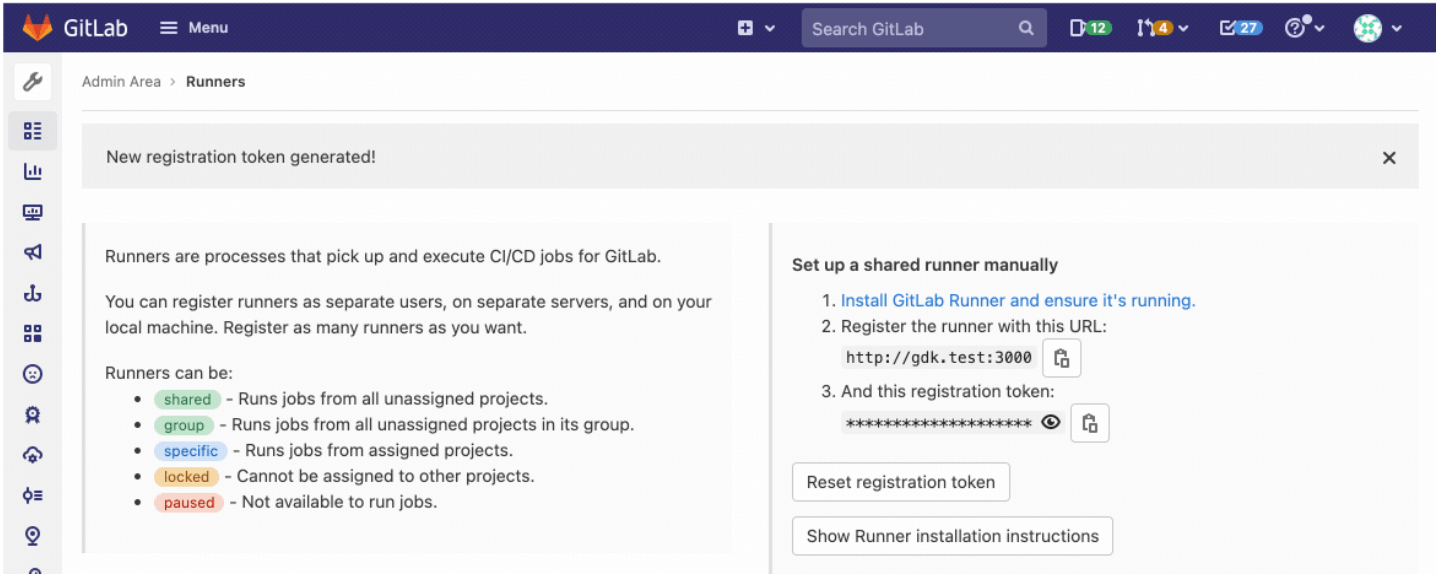 GitLab
Menu
Search GitLab
12
4
27
Admin Area › Runners
New registration token generated!
Runners are processes that pick up and execute CI/CD jobs for GitLab.
You can register runners as separate users, on separate servers, and on your
local machine. Register as many runners as you want.
Runners can be:
• shared - Runs jobs from all unassigned projects.
• group - Runs jobs from all unassigned projects in its group.
• specific - Runs jobs from assigned projects.
• locked - Cannot be assigned to other projects.
• paused - Not available to run jobs.
Set up a shared runner manually
1. Install GitLab Runner and ensure it's running.
2. Register the runner with this URL:
http://gdk.test:3000
3. And this registration token:
********************
Reset registration token
Show Runner installation instructions